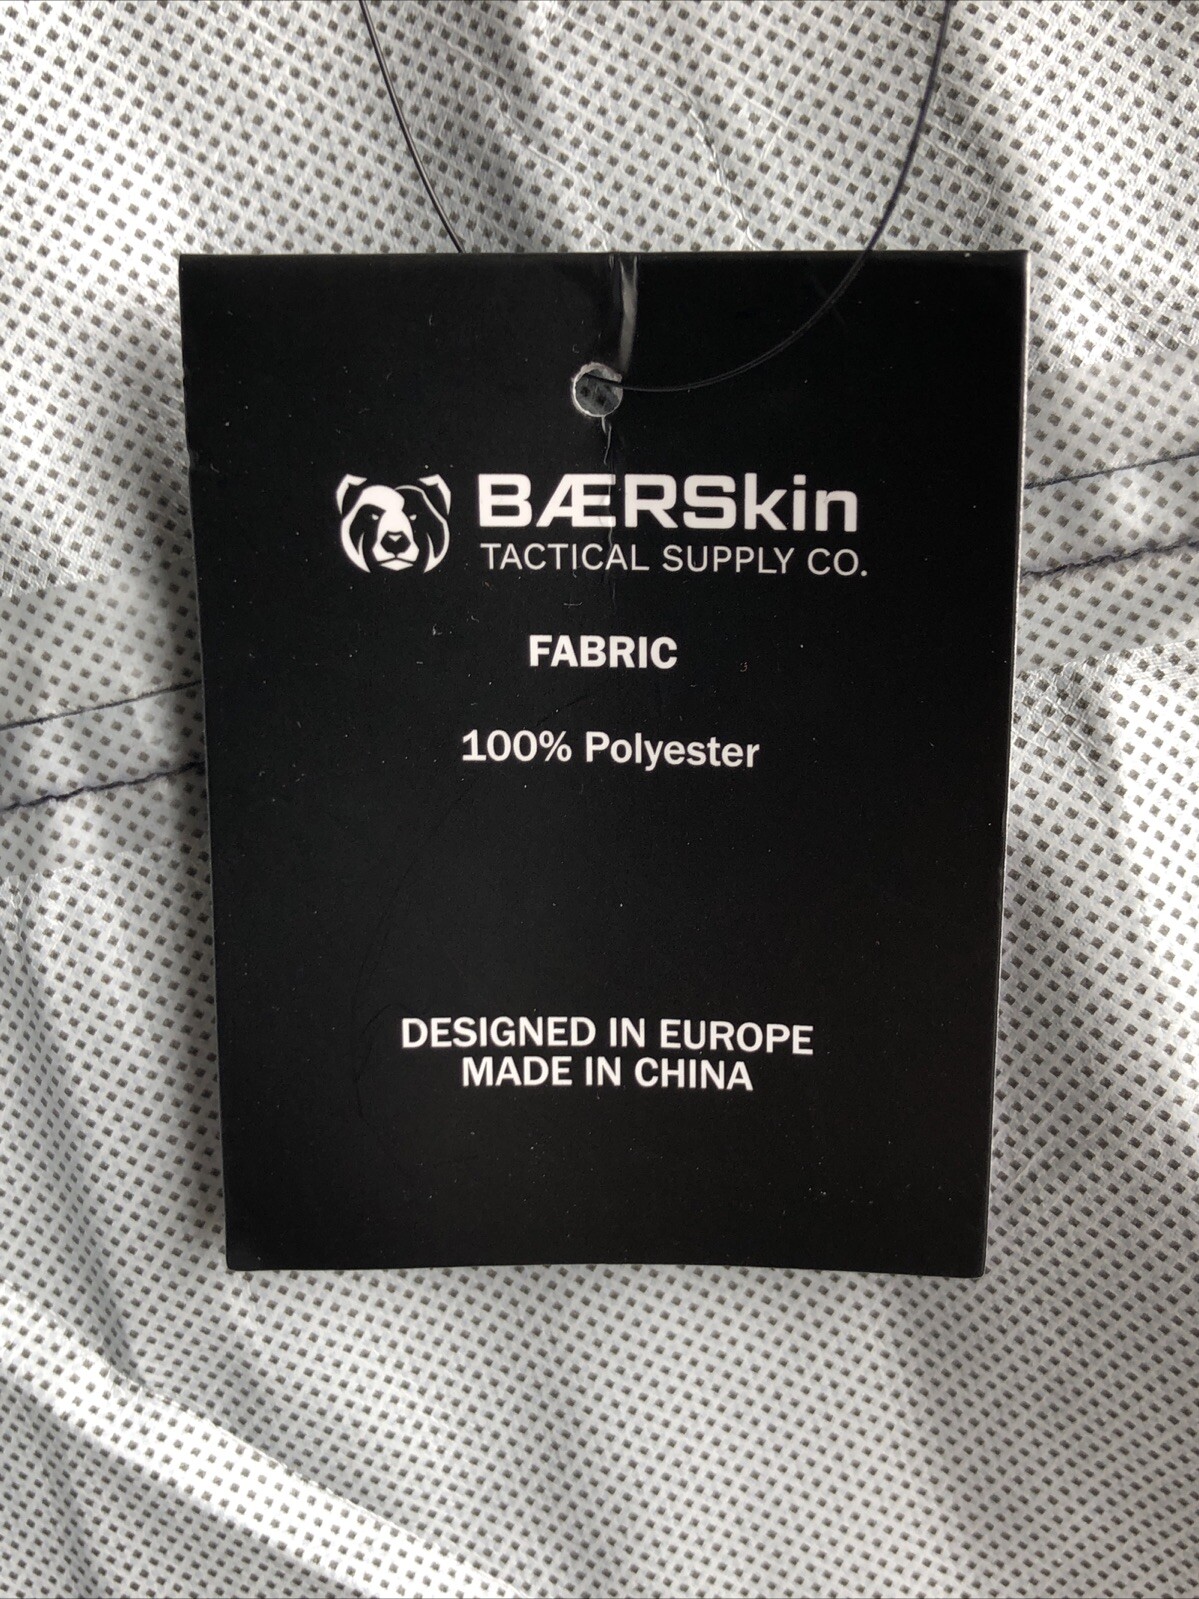 BÆRSkin
TACTICAL SUPPLY CO.
FABRIC
100% Polyester
DESIGNED IN EUROPE
MADE IN CHINA